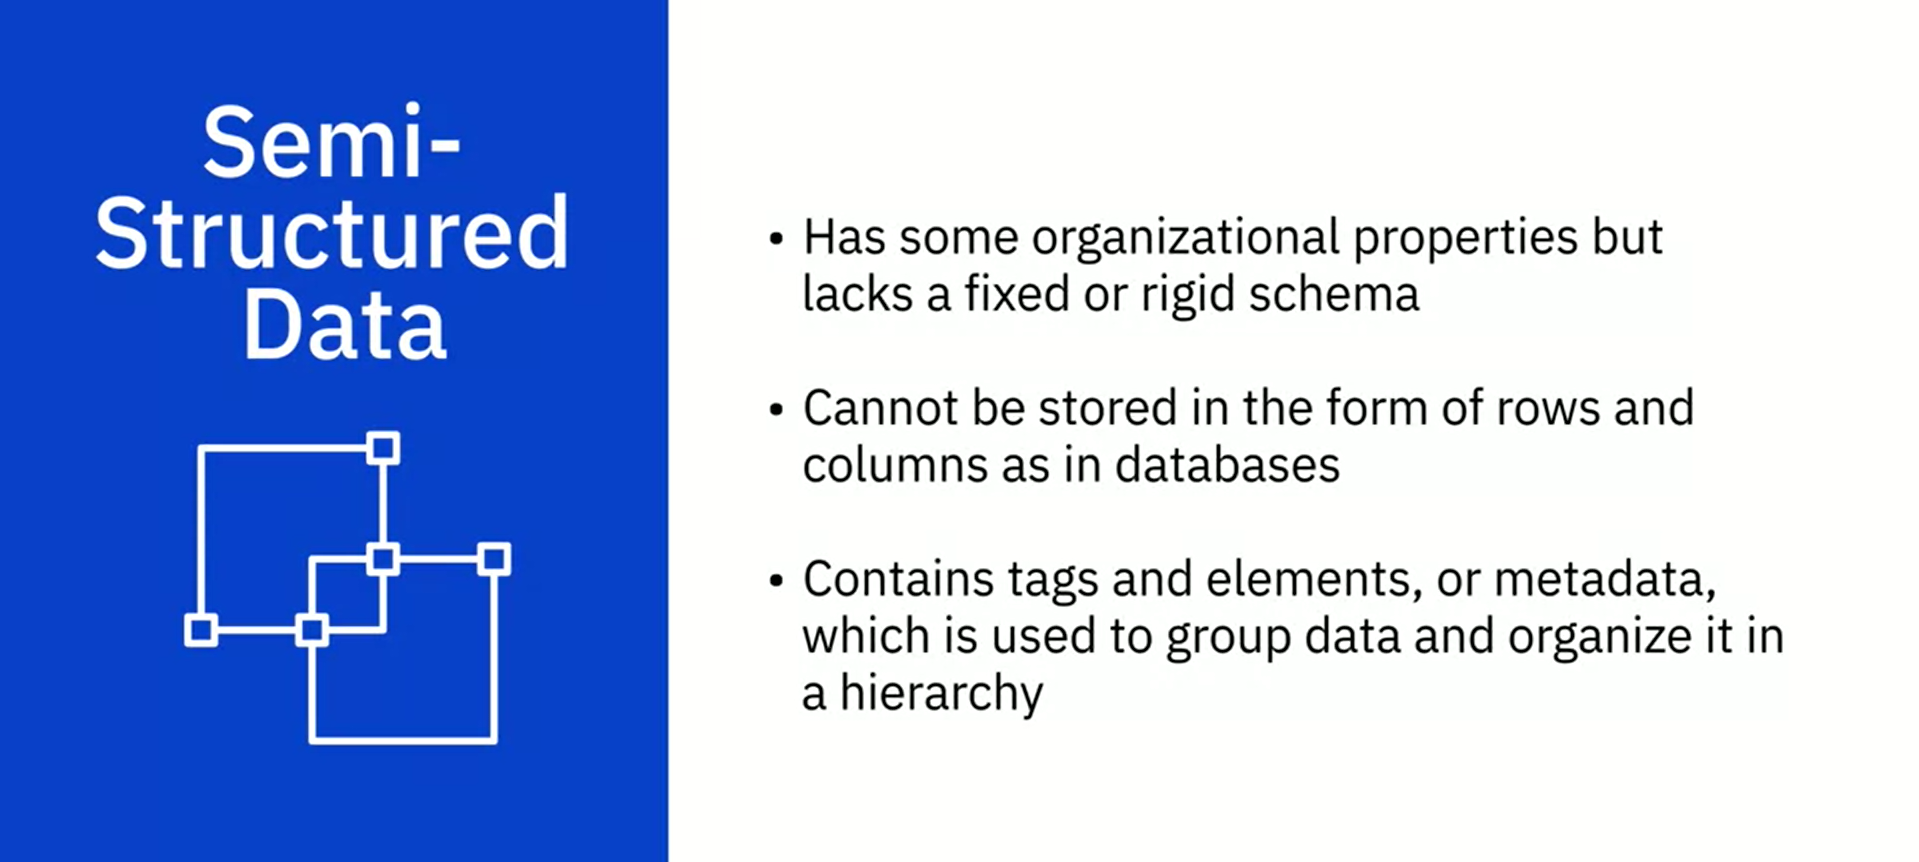 Semi-
Structured
Data
• Has some organizational properties but
lacks a fixed or rigid schema
• Cannot be stored in the form of rows and
columns as in databases
• Contains tags and elements, or metadata,
which is used to group data and organize it in
a hierarchy